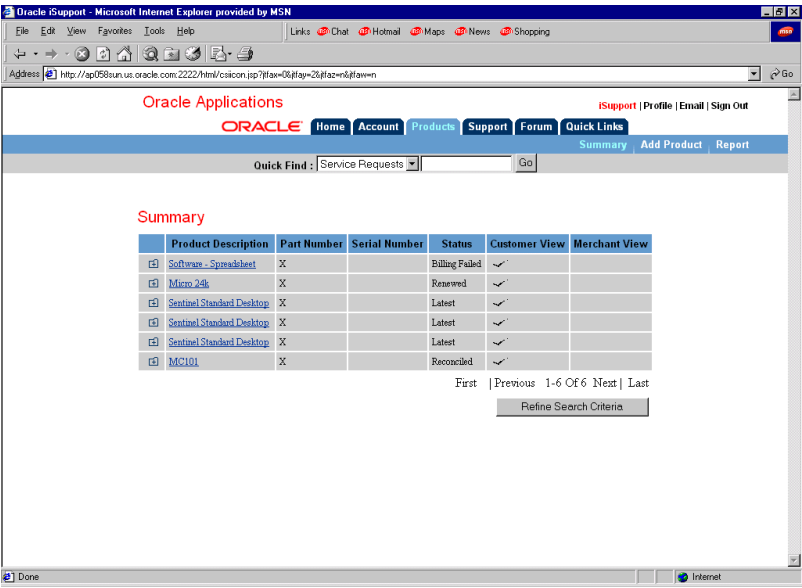 Oracle iSupport - Microsoft Internet Explorer provided by MSN
File Edit View Favorites Tools Help Links Chat Hotmail Maps News Shopping
msn
Address http://ap058sun.us.oracle.com:2222/html/csiicon.jsp?jtfax=0&jtfay=2&jtfaz=n&jtfaw=n Go
Oracle Applications
iSupport | Profile | Email | Sign Out
ORACLE Home Account Products Support Forum Quick Links
Summary Add Product Report
Quick Find : Service Requests Go
Summary
Product Description Part Number Serial Number Status Customer View Merchant View
Software - Spreadsheet X Billing Failed
Micro 24k X Renewed
Sentinel Standard Desktop X Latest
Sentinel Standard Desktop X Latest
Sentinel Standard Desktop X Latest
MC101 X Reconciled
First | Previous 1-6 Of 6 Next | Last
Refine Search Criteria
Done Internet